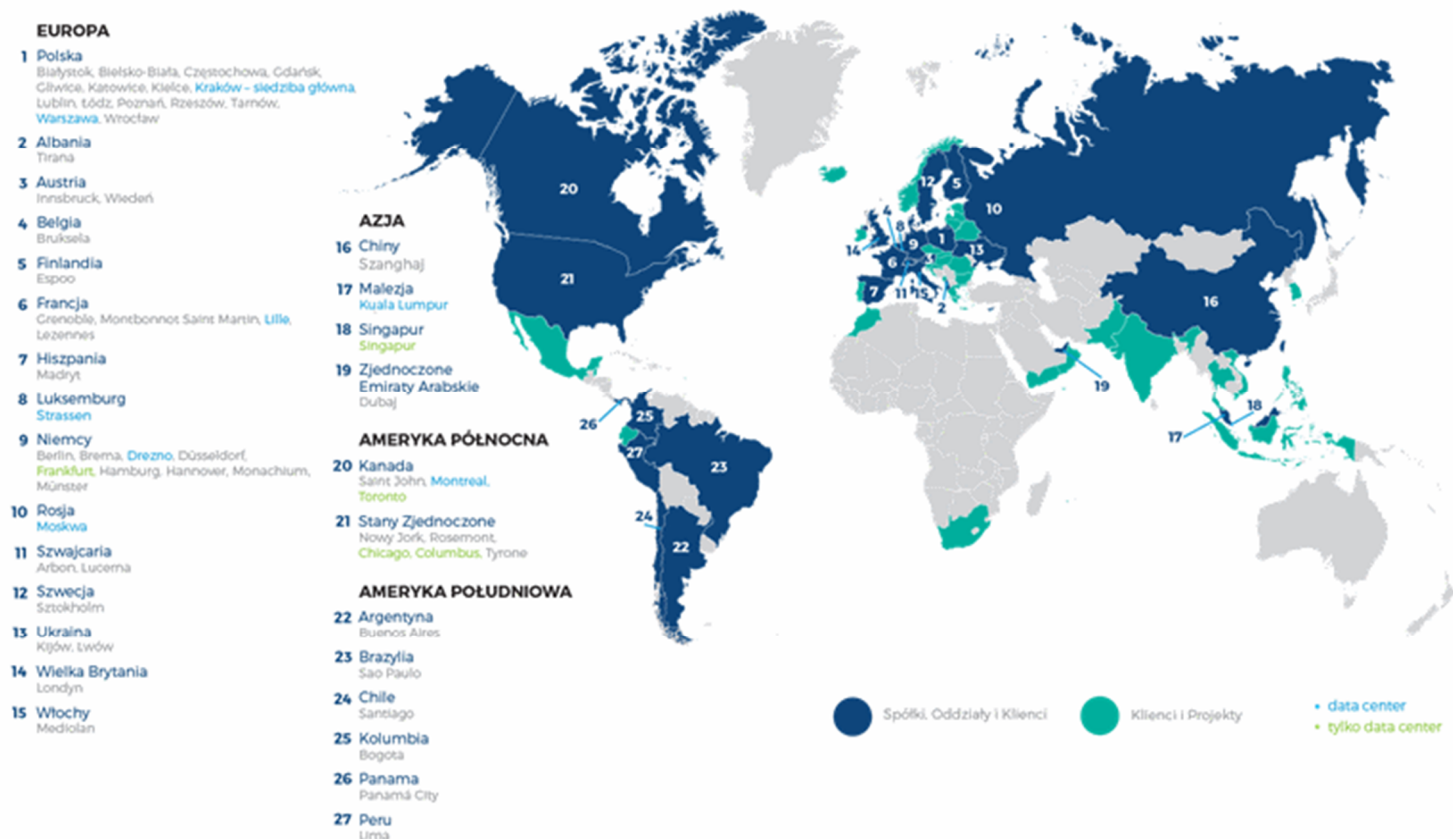 EUROPA
1 Polska
Białystok, Bielsko-Biała, Częstochowa, Gdańsk,
Gliwice, Katowice, Kielce, Kraków – siedziba główna,
Lublin, Łódź, Poznań, Rzeszów, Tarnów,
Warszawa, Wrocław
2 Albania
Tirana
3 Austria
Innsbruck, Wiedeń
4 Belgia
Bruksela
5 Finlandia
Espoo
6 Francja
Grenoble, Montbonnot Saint Martin, Lille,
Lezennes
7 Hiszpania
Madryt
8 Luksemburg
Strassen
9 Niemcy
Berlin, Brema, Drezno, Düsseldorf,
Frankfurt, Hamburg, Hannover, Monachium,
Münster
10 Rosja
Moskwa
11 Szwajcaria
Arbon, Lucerna
12 Szwecja
Sztokholm
13 Ukraina
Kijów, Lwów
14 Wielka Brytania
Londyn
15 Włochy
Mediolan
AZJA
16 Chiny
Szanghaj
17 Malezja
Kuala Lumpur
18 Singapur
Singapur
19 Zjednoczone
Emiraty Arabskie
Dubaj
AMERYKA PÓŁNOCNA
20 Kanada
Saint John, Montreal,
Toronto
21 Stany Zjednoczone
Nowy Jork, Rosemont,
Chicago, Columbus, Tyrone
AMERYKA POŁUDNIOWA
22 Argentyna
Buenos Aires
23 Brazylia
Sao Paulo
24 Chile
Santiago
25 Kolumbia
Bogota
26 Panama
Panamá City
27 Peru
Lima
20
21
26
25
27
23
24
22
12
5
10
4
8
14
9
1
13
6
3
7
11
15
2
16
19
18
17
Spółki, Oddziały i Klienci
Klienci i Projekty
• data center
• tylko data center